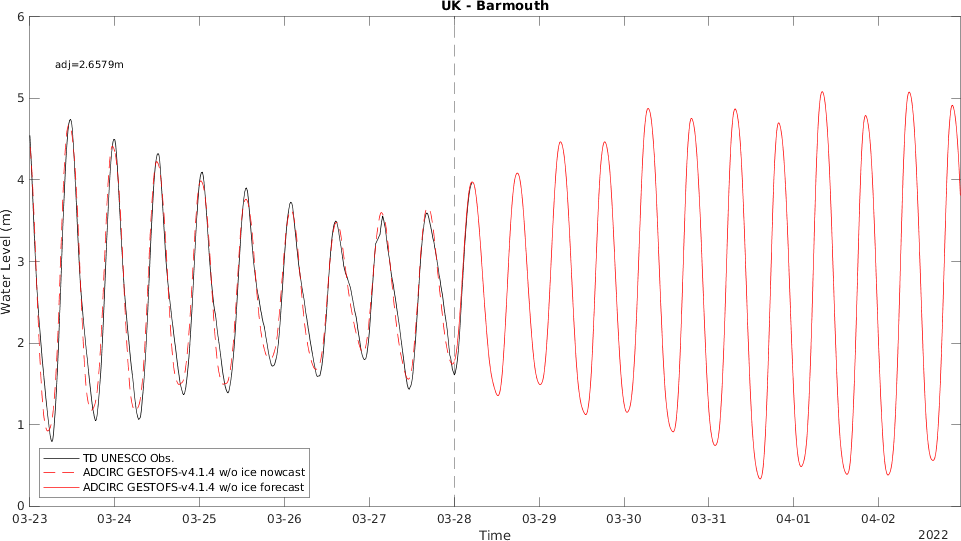 UK - Barmouth
6
adj=2.6579m
5
4
3
2
1
0
Water Level (m)
TD UNESCO Obs.
ADCIRC GESTOFS-v4.1.4 w/o ice nowcast
ADCIRC GESTOFS-v4.1.4 w/o ice forecast
03-23 03-24 03-25 03-26 03-27 03-28 03-29 03-30 03-31 04-01 04-02
Time
2022